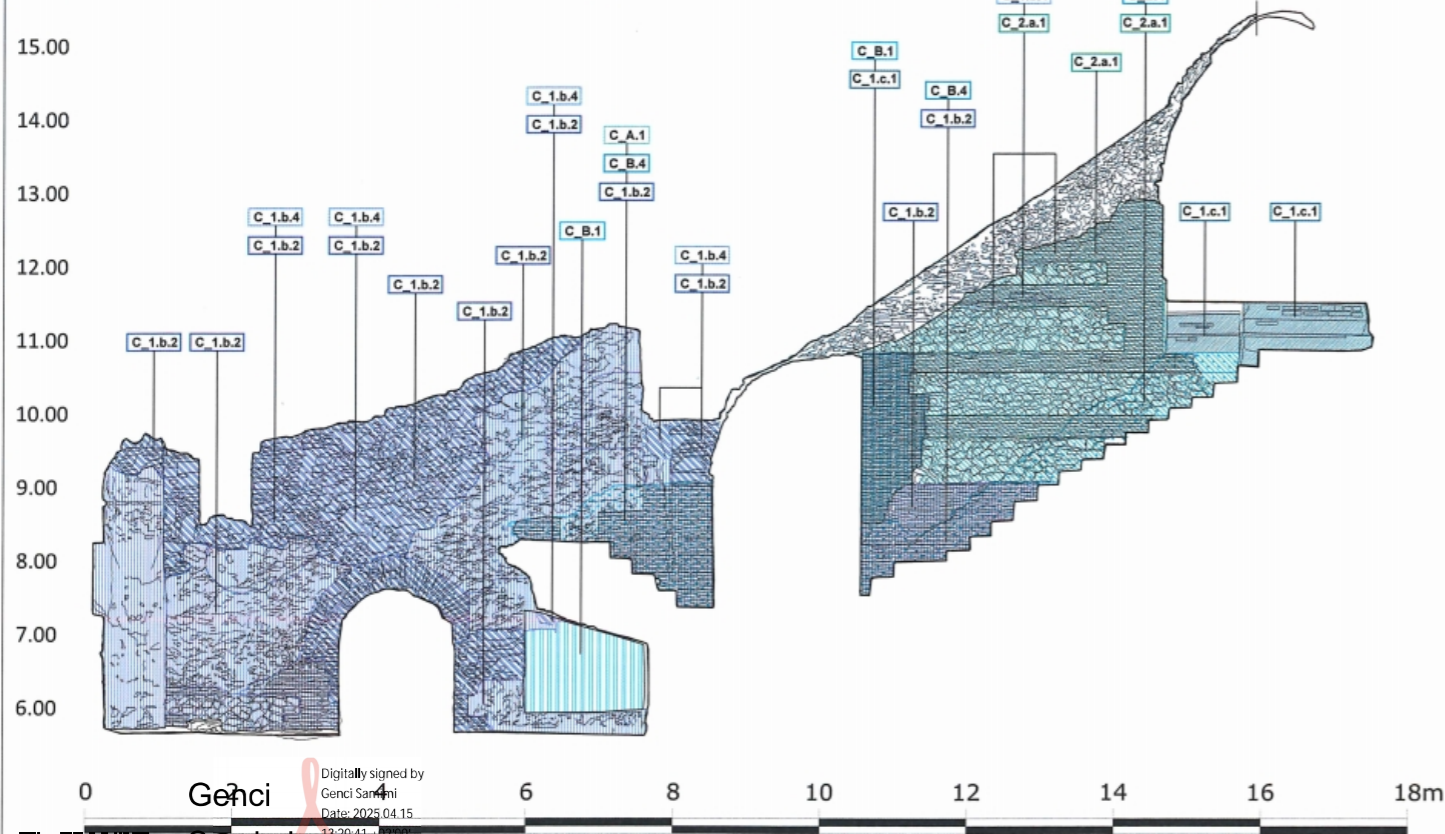 C_2.a.1 C_2.a.1
15.00
C_B.1
C_2.a.1
C_1.c.1
C_B.4
C_1.b.4
14.00
C_1.b.2 C_1.b.2
C_A.1
C_B.4
13.00
C_1.b.2
C_1.b.4 C_1.b.4 C_1.b.2 C_1.c.1 C_1.c.1
C_B.1
C_1.b.2 C_1.b.2
C_1.b.2 C_1.b.4
12.00
C_1.b.2 C_1.b.2
C_1.b.2
11.00
C_1.b.2 C_1.b.2
10.00
9.00
8.00
7.00
6.00
Digitally signed by
Genci Samimi
Date: 2025.04.15
0 2 4 6 8 10 12 14 16 18m
Genci